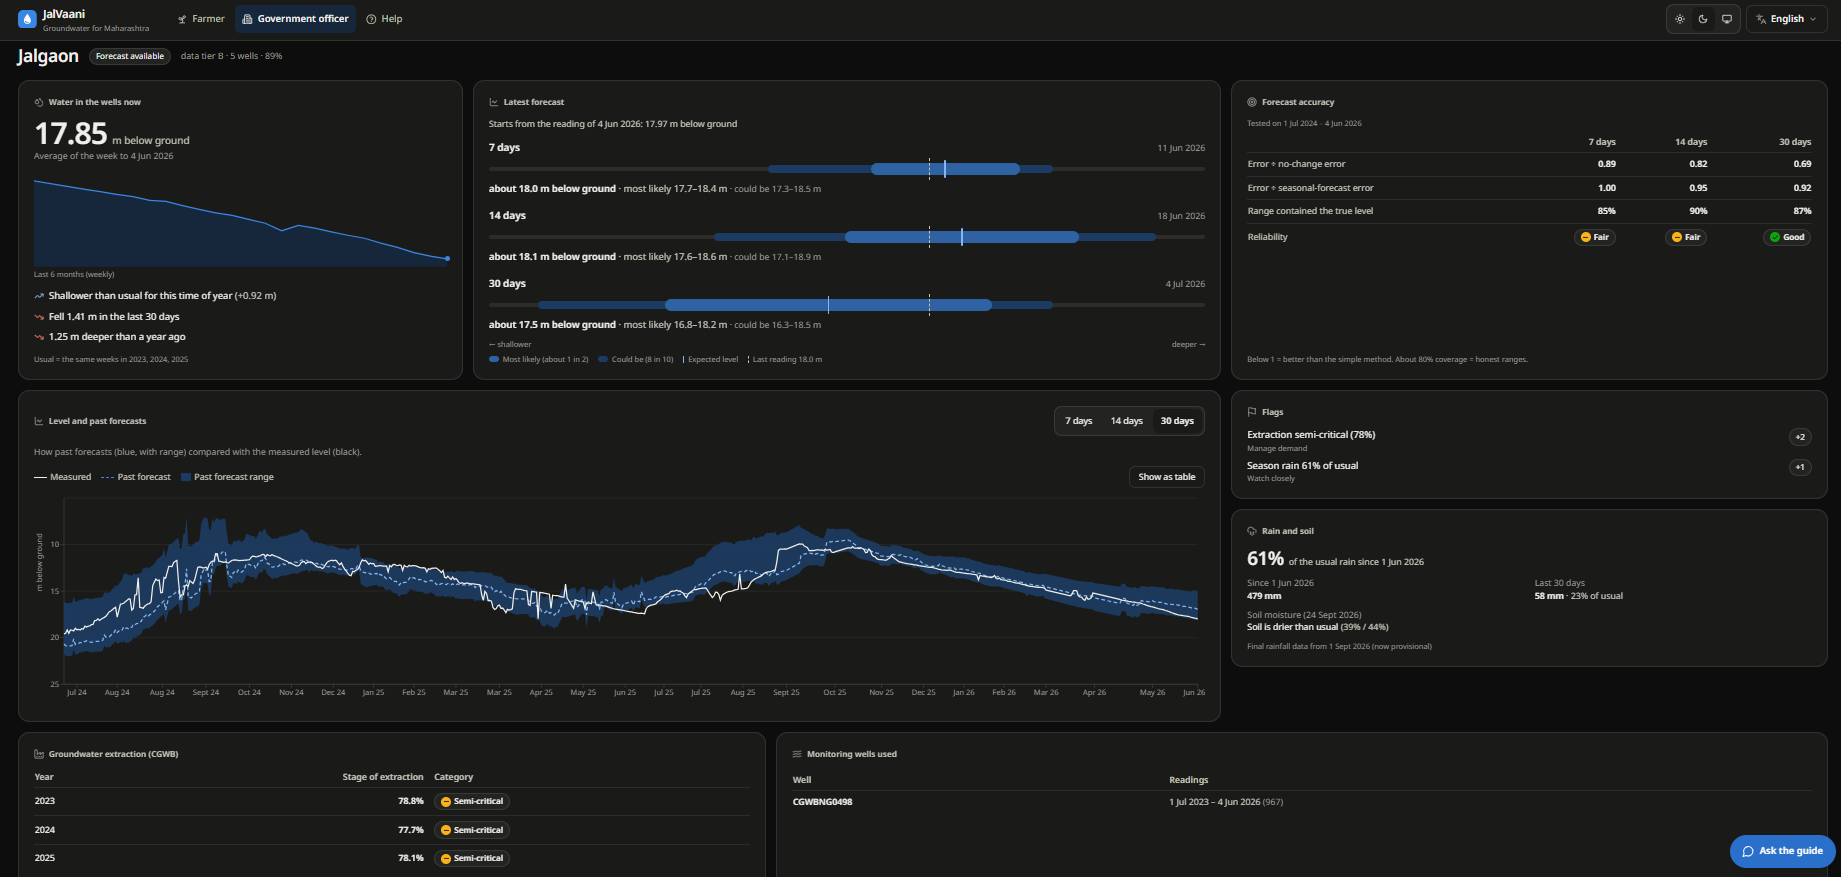 JalVaani
Groundwater for Maharashtra
Farmer
Government officer
Help
English
Jalgaon
Forecast available
data tier B · 5 wells · 89%
Water in the wells now
17.85 m below ground
Average of the week to 4 Jun 2026
Last 6 months (weekly)
Shallower than usual for this time of year (+0.92 m)
Fell 1.41 m in the last 30 days
1.25 m deeper than a year ago
Usual = the same weeks in 2023, 2024, 2025
Latest forecast
Starts from the reading of 4 Jun 2026: 17.97 m below ground
7 days 11 Jun 2026
about 18.0 m below ground · most likely 17.7–18.4 m · could be 17.3–18.5 m
14 days 18 Jun 2026
about 18.1 m below ground · most likely 17.6–18.6 m · could be 17.1–18.9 m
30 days 4 Jul 2026
about 17.5 m below ground · most likely 16.8–18.2 m · could be 16.3–18.5 m
← shallower deeper →
Most likely (about 1 in 2) Could be (8 in 10) Expected level Last reading 18.0 m
Forecast accuracy
Tested on 1 Jul 2024 – 4 Jun 2026
7 days 14 days 30 days
Error ÷ no-change error 0.89 0.82 0.69
Error ÷ seasonal-forecast error 1.00 0.95 0.92
Range contained the true level 85% 90% 87%
Reliability Fair Fair Good
Below 1 = better than the simple method. About 80% coverage = honest ranges.
Level and past forecasts
7 days 14 days 30 days
How past forecasts (blue, with range) compared with the measured level (black).
Measured Past forecast Past forecast range
Show as table
m below ground
10
15
20
25
Jul 24 Aug 24 Aug 24 Sept 24 Oct 24 Nov 24 Dec 24 Jan 25 Feb 25 Mar 25 Mar 25 Apr 25 May 25 Jun 25 Jul 25 Jul 25 Aug 25 Sept 25 Oct 25 Nov 25 Dec 25 Jan 26 Feb 26 Mar 26 Apr 26 May 26 Jun 26
Flags
Extraction semi-critical (78%) +2
Manage demand
Season rain 61% of usual +1
Watch closely
Rain and soil
61% of the usual rain since 1 Jun 2026
Since 1 Jun 2026 Last 30 days
479 mm 58 mm · 23% of usual
Soil moisture (24 Sept 2026)
Soil is drier than usual (39% / 44%)
Final rainfall data from 1 Sept 2026 (now provisional)
Groundwater extraction (CGWB)
Year Stage of extraction Category
2023 78.8% Semi-critical
2024 77.7% Semi-critical
2025 78.1% Semi-critical
Monitoring wells used
Well Readings
CGWBNG0498 1 Jul 2023 – 4 Jun 2026 (967)
Ask the guide